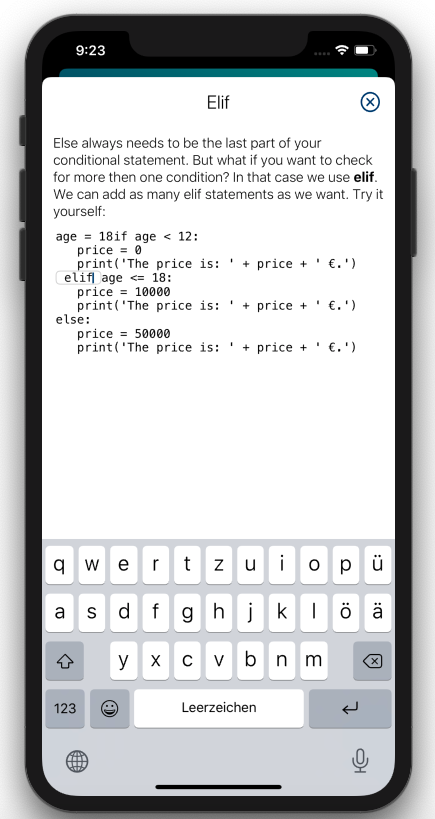 9:23
Elif
Else always needs to be the last part of your
conditional statement. But what if you want to check
for more then one condition? In that case we use elif.
We can add as many elif statements as we want. Try it
yourself:
age = 18if age < 12:
   price = 0
   print('The price is: ' + price + ' €.')
 elif age <= 18:
   price = 10000
   print('The price is: ' + price + ' €.')
else:
   price = 50000
   print('The price is: ' + price + ' €.')
q w e r t z u i o p ü
a s d f g h j k l ö ä
y x c v b n m
123 Leerzeichen